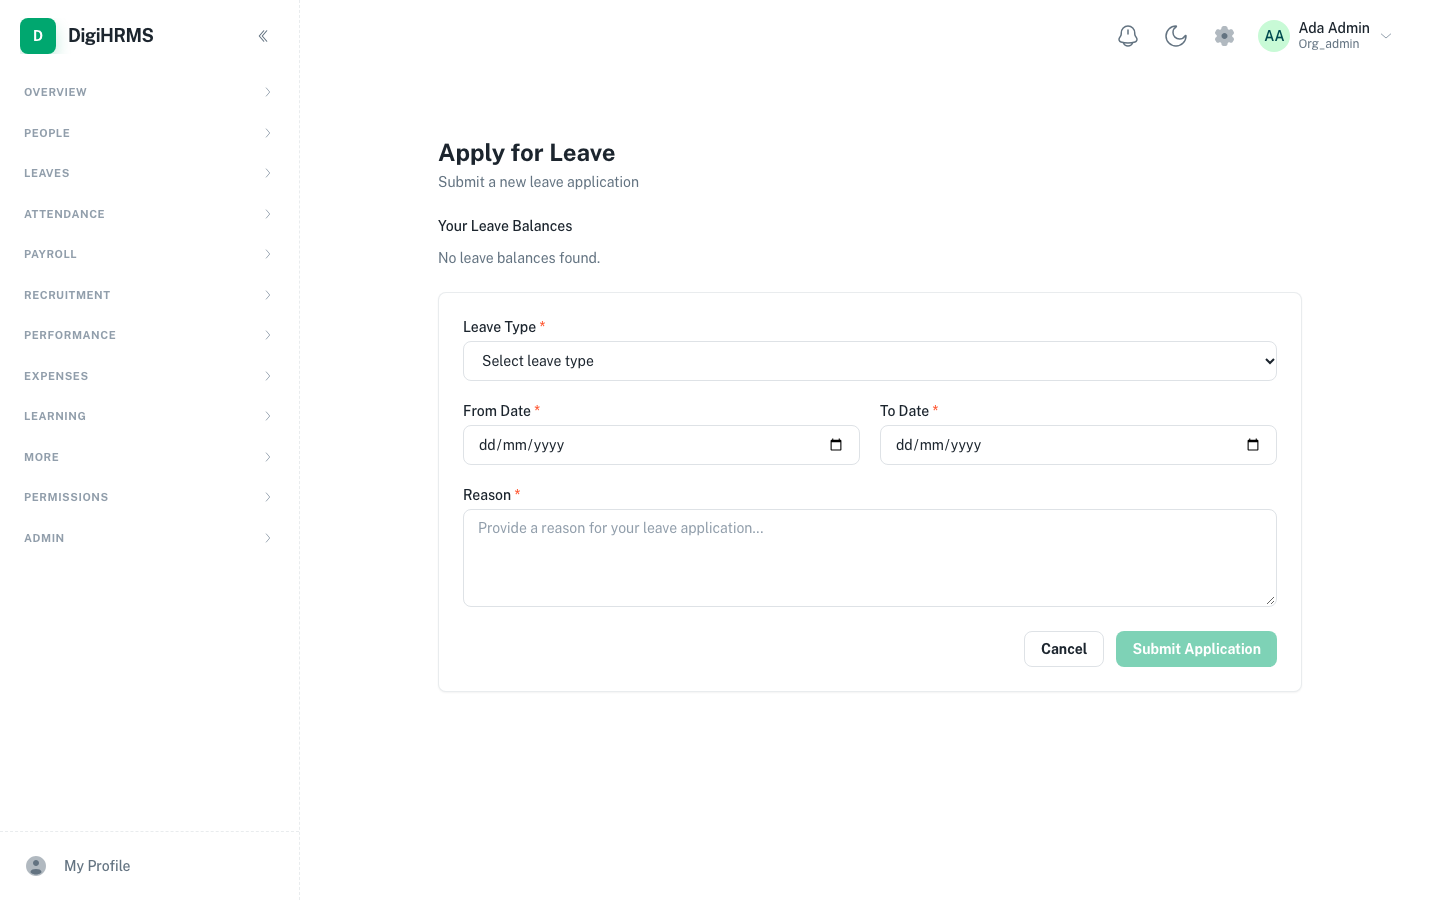 D
DigiHRMS
OVERVIEW
PEOPLE
LEAVES
ATTENDANCE
PAYROLL
RECRUITMENT
PERFORMANCE
EXPENSES
LEARNING
MORE
PERMISSIONS
ADMIN
My Profile
AA
Ada Admin
Org_admin
Apply for Leave
Submit a new leave application
Your Leave Balances
No leave balances found.
Leave Type *
Select leave type
From Date *
To Date *
dd/mm/yyyy
dd/mm/yyyy
Reason *
Provide a reason for your leave application...
Cancel
Submit Application